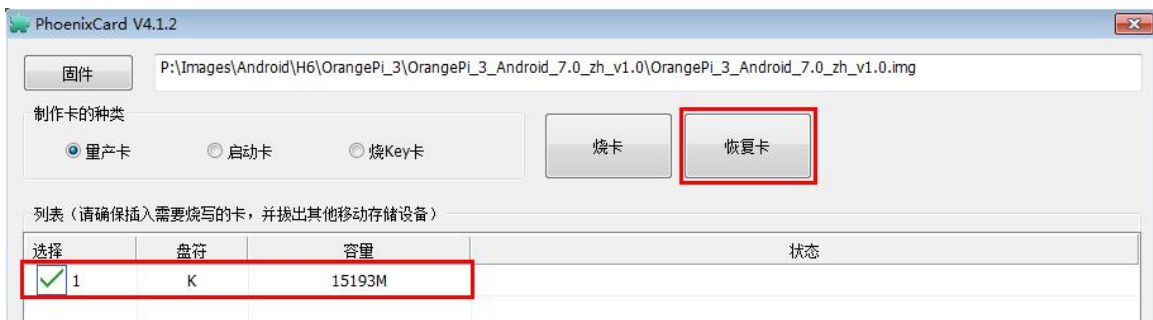 PhoenixCard V4.1.2
固件 P:\Images\Android\H6\OrangePi_3\OrangePi_3_Android_7.0_zh_v1.0\OrangePi_3_Android_7.0_zh_v1.0.img
制作卡的种类
量产卡 启动卡 烧Key卡 烧卡 恢复卡
列表（请确保插入需要烧写的卡，并拔出其他移动存储设备）
选择 盘符 容量 状态
1 K 15193M